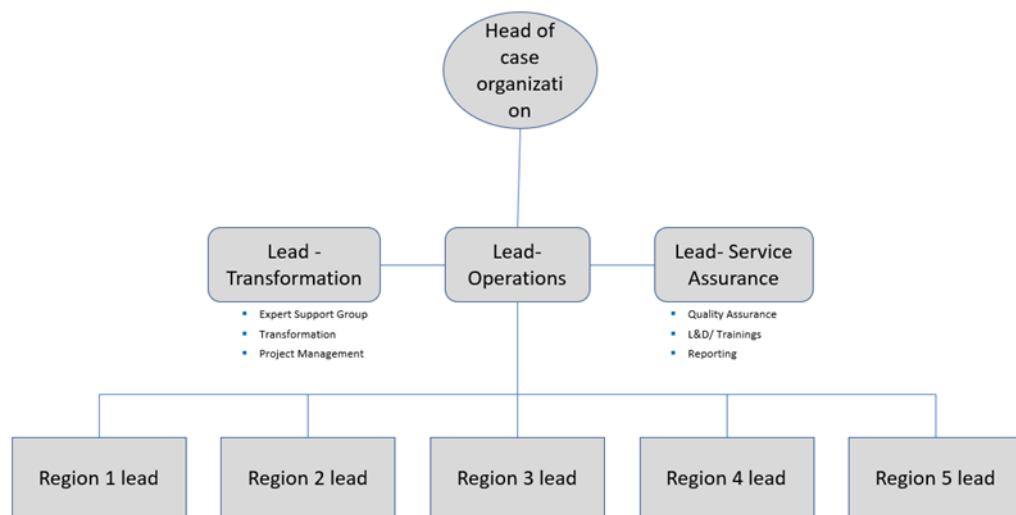 Head of
case
organizati
on
Lead -
Transformation
Lead-
Operations
Lead- Service
Assurance
Expert Support Group
Transformation
Project Management
Quality Assurance
L&D/ Trainings
Reporting
Region 1 lead
Region 2 lead
Region 3 lead
Region 4 lead
Region 5 lead